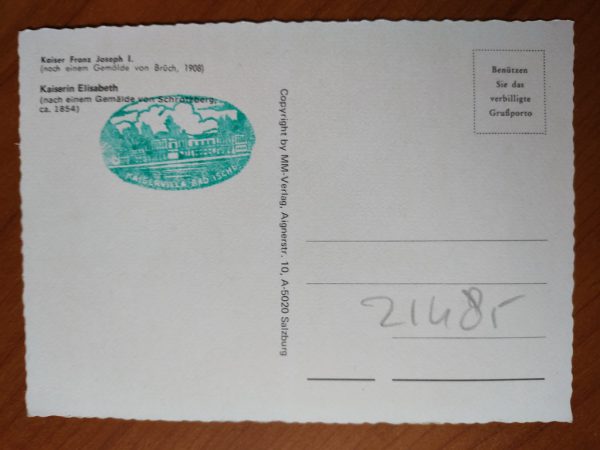 Kaiser Franz Joseph I.
(nach einem Gemälde von Brüch, 1908)
Kaiserin Elisabeth
(nach einem Gemälde von Schrotzberg,
ca. 1854)
KAISERVILLA BAD ISCHL
Copyright by MM-Verlag, Aignerstr. 10, A-5020 Salzburg
Benützen
Sie das
verbilligte
Grußporto